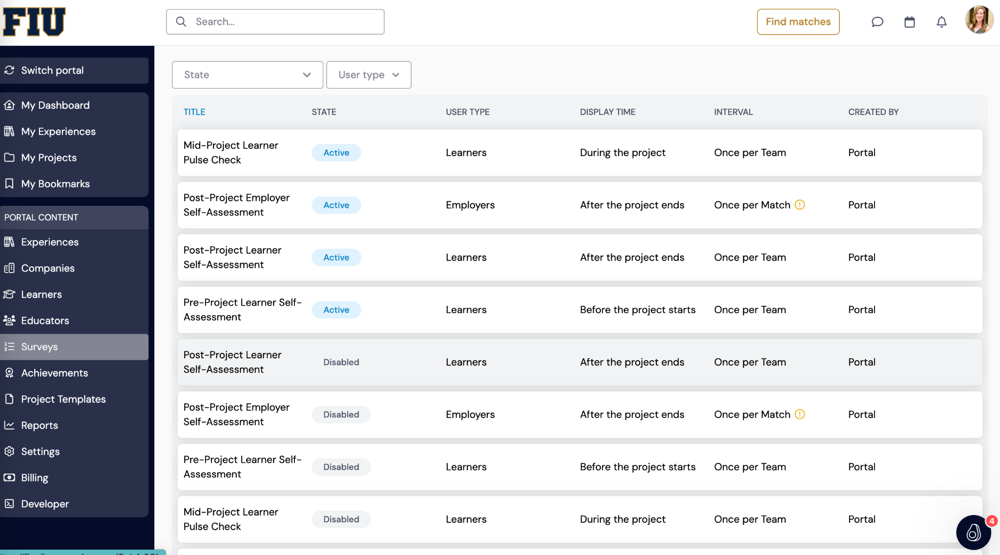 FIU
Search...
Find matches
Switch portal
My Dashboard
My Experiences
My Projects
My Bookmarks
PORTAL CONTENT
Experiences
Companies
Learners
Educators
Surveys
Achievements
Project Templates
Reports
Settings
Billing
Developer
State
User type
TITLE STATE USER TYPE DISPLAY TIME INTERVAL CREATED BY
Mid-Project Learner
Pulse Check
Active Learners During the project Once per Team Portal
Post-Project Employer
Self-Assessment
Active Employers After the project ends Once per Match Portal
Post-Project Learner
Self-Assessment
Active Learners After the project ends Once per Team Portal
Pre-Project Learner Self-
Assessment
Active Learners Before the project starts Once per Team Portal
Post-Project Learner
Self-Assessment
Disabled Learners After the project ends Once per Team Portal
Post-Project Employer
Self-Assessment
Disabled Employers After the project ends Once per Match Portal
Pre-Project Learner Self-
Assessment
Disabled Learners Before the project starts Once per Team Portal
Mid-Project Learner
Pulse Check
Disabled Learners During the project Once per Team Portal
4